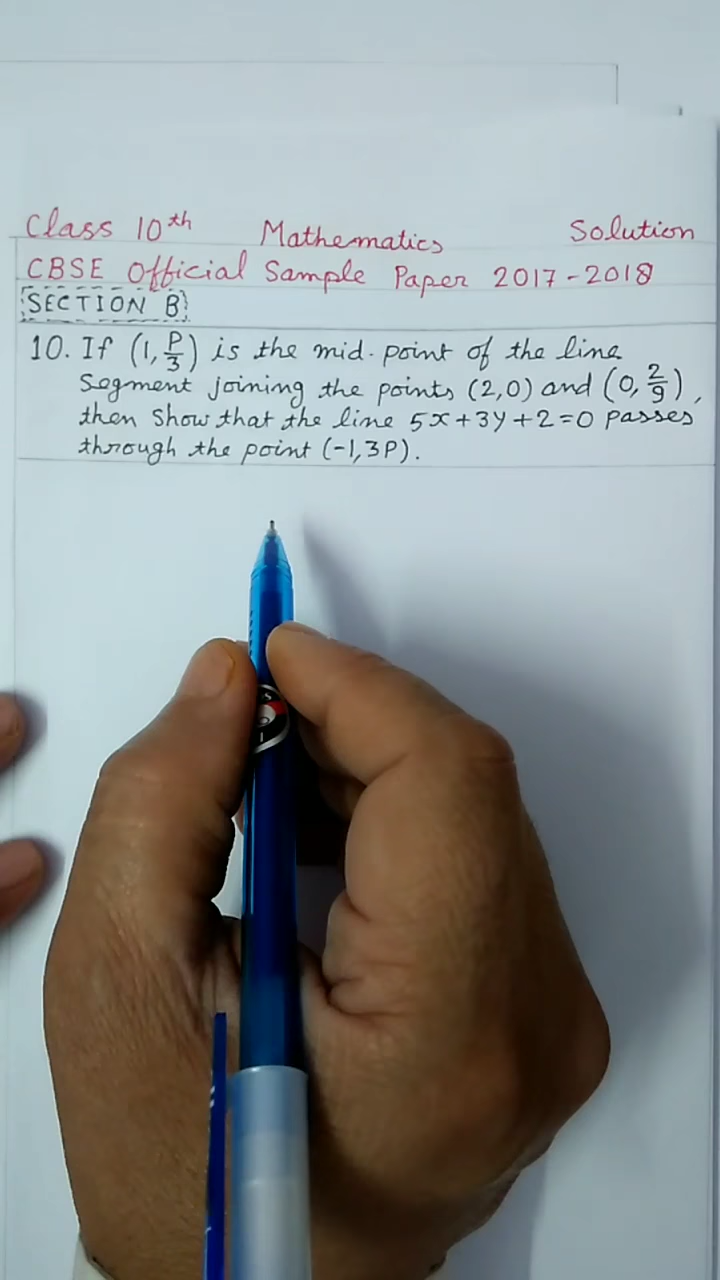 Class 10th Mathematics Solution
CBSE Official Sample Paper 2017-2018
SECTION B
10. If (1, P/3) is the mid-point of the line
Segment joining the points (2,0) and (0, 2/9),
then Show that the line 5x+3y+2=0 passes
through the point (-1,3P).